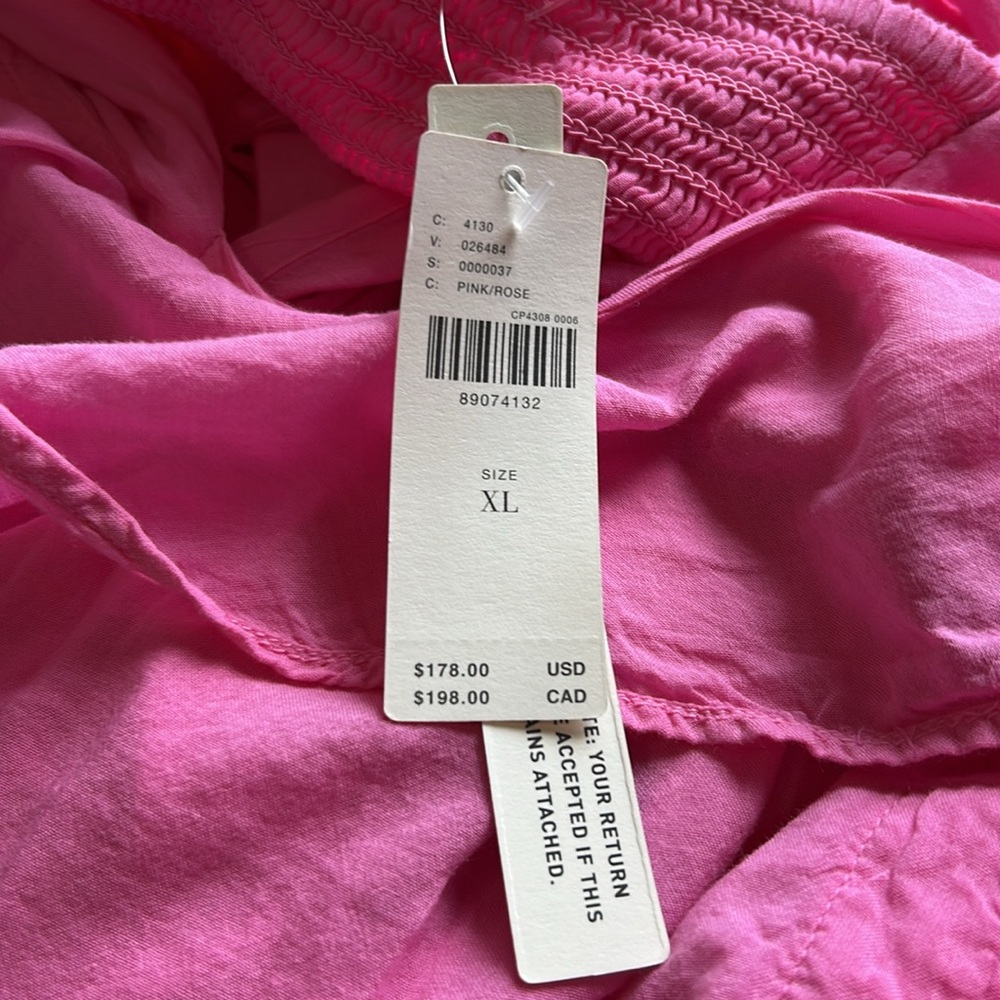 C: 4130
V: 026484
S: 0000037
C: PINK/ROSE
CP4308 0006
89074132
SIZE
XL
$178.00 USD
$198.00 CAD
TE: YOUR RETURN
E ACCEPTED IF THIS
AINS ATTACHED.